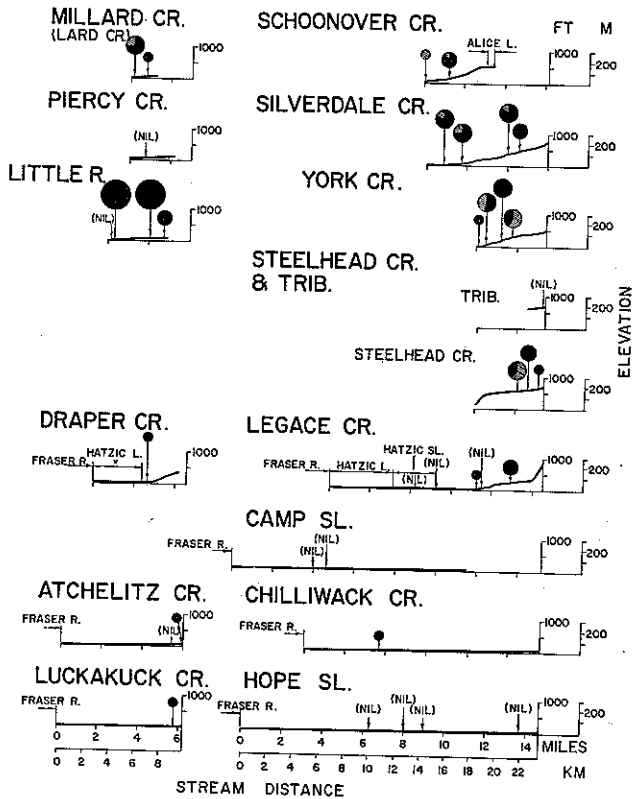 MILLARD CR.
(LARD CR)
1000
SCHOONOVER CR.
FT M
ALICE L.
1000
200
PIERCY CR.
(NIL)
1000
SILVERDALE CR.
1000
200
LITTLE R.
(NIL)
1000
YORK CR.
1000
200
STEELHEAD CR.
& TRIB.
(NIL)
TRIB.
1000
200
ELEVATION
STEELHEAD CR.
1000
200
DRAPER CR.
HATZIC L.
FRASER R.
1000
LEGACE CR.
HATZIC SL.
FRASER R.
HATZIC L.
(NIL)
(NIL)
(NIL)
1000
200
CAMP SL.
FRASER R.
(NIL)
(NIL)
1000
200
ATCHELITZ CR.
FRASER R.
(NIL)
1000
CHILLIWACK CR.
FRASER R.
1000
200
LUCKAKUCK CR.
FRASER R.
1000
0 2 4 6
0 2 4 6 8
HOPE SL.
FRASER R.
(NIL)
(NIL)
(NIL)
(NIL)
1000
200
0 2 4 6 8 10 12 14 MILES
0 2 4 6 8 10 12 14 16 18 20 22 KM
STREAM DISTANCE